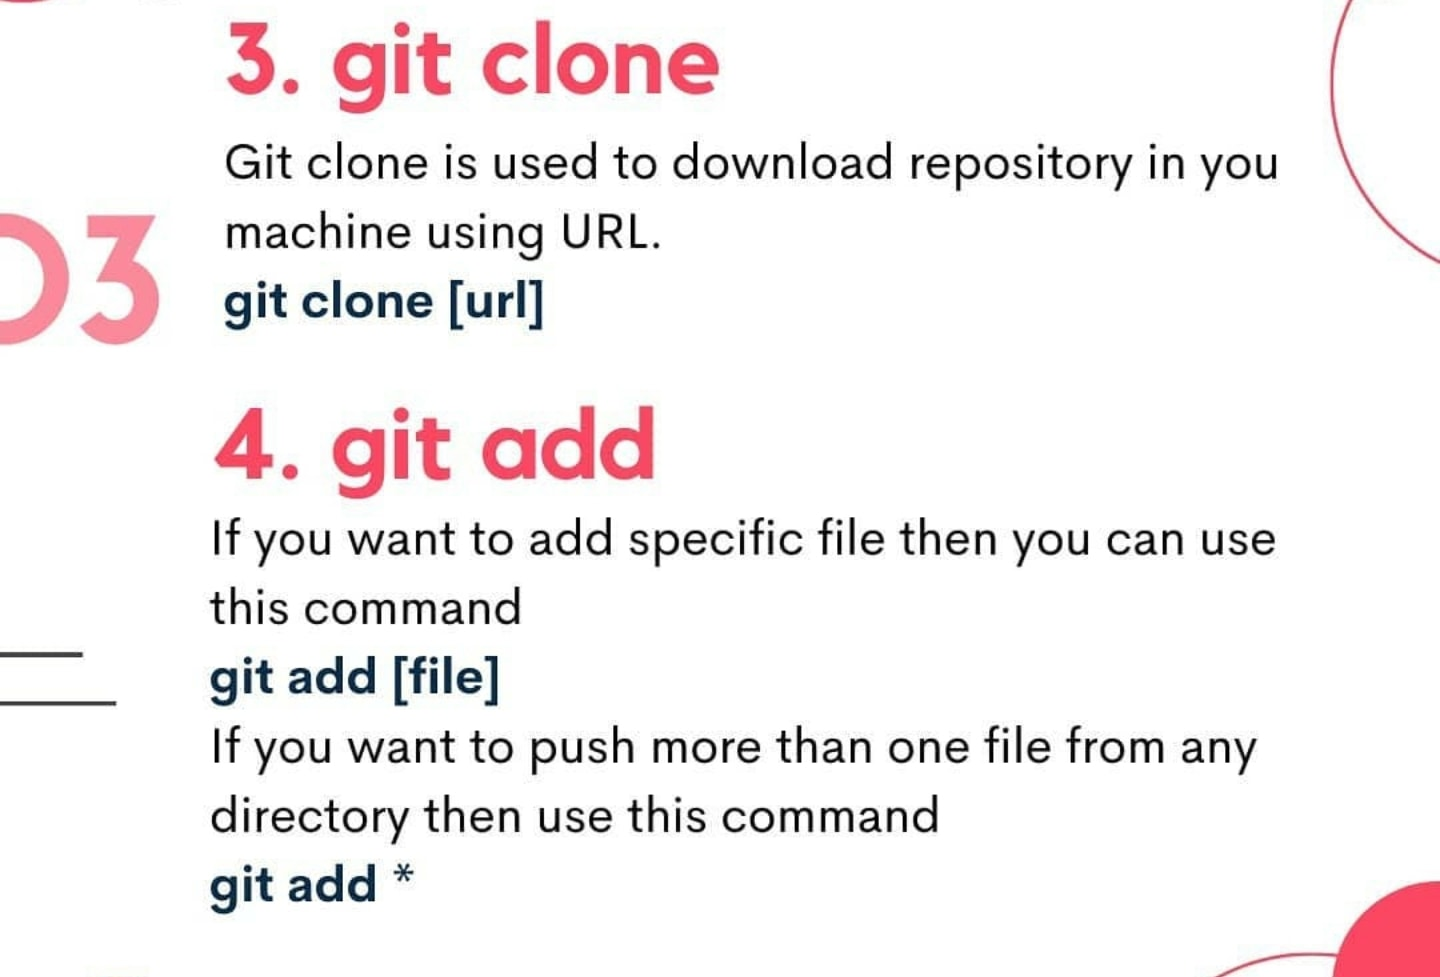 3. git clone
Git clone is used to download repository in you
machine using URL.
git clone [url]
03
4. git add
If you want to add specific file then you can use
this command
git add [file]
If you want to push more than one file from any
directory then use this command
git add *